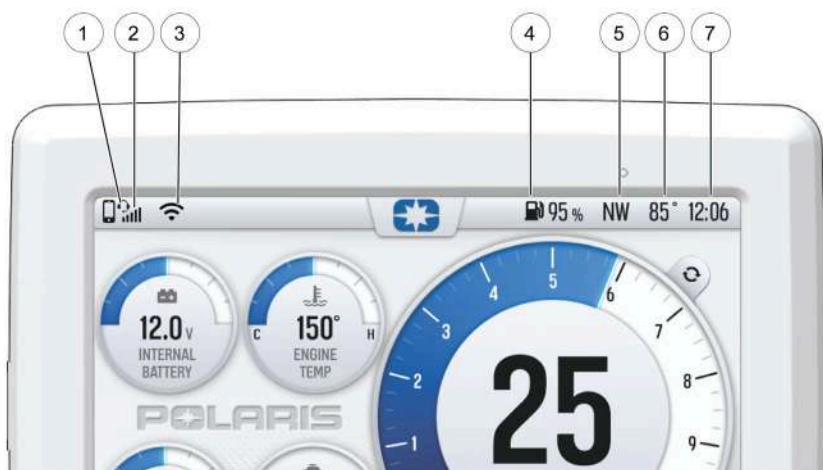 1 2 3 4 5 6 7
95 % NW 85° 12:06
12.0 V
INTERNAL
BATTERY
C 150° H
ENGINE
TEMP
POLARIS
1 2 3 4 5 6 7 8 9
25